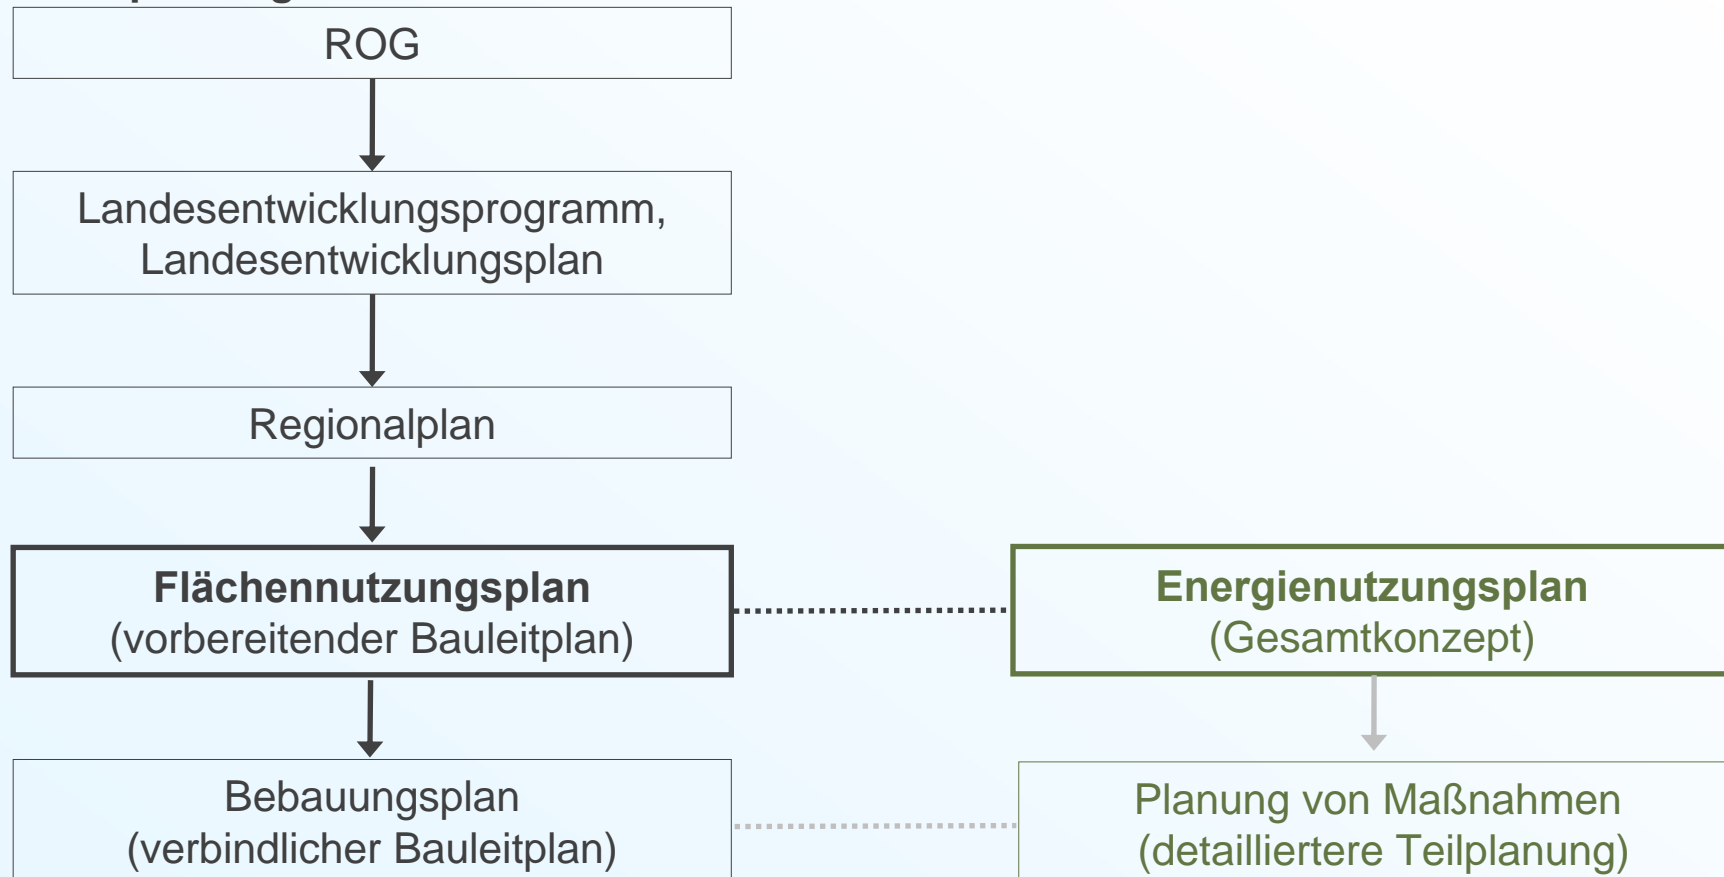 ROG
Landesentwicklungsprogramm,
Landesentwicklungsplan
Regionalplan
Flächennutzungsplan
(vorbereitender Bauleitplan)
Energienutzungsplan
(Gesamtkonzept)
Bebauungsplan
(verbindlicher Bauleitplan)
Planung von Maßnahmen
(detailliertere Teilplanung)